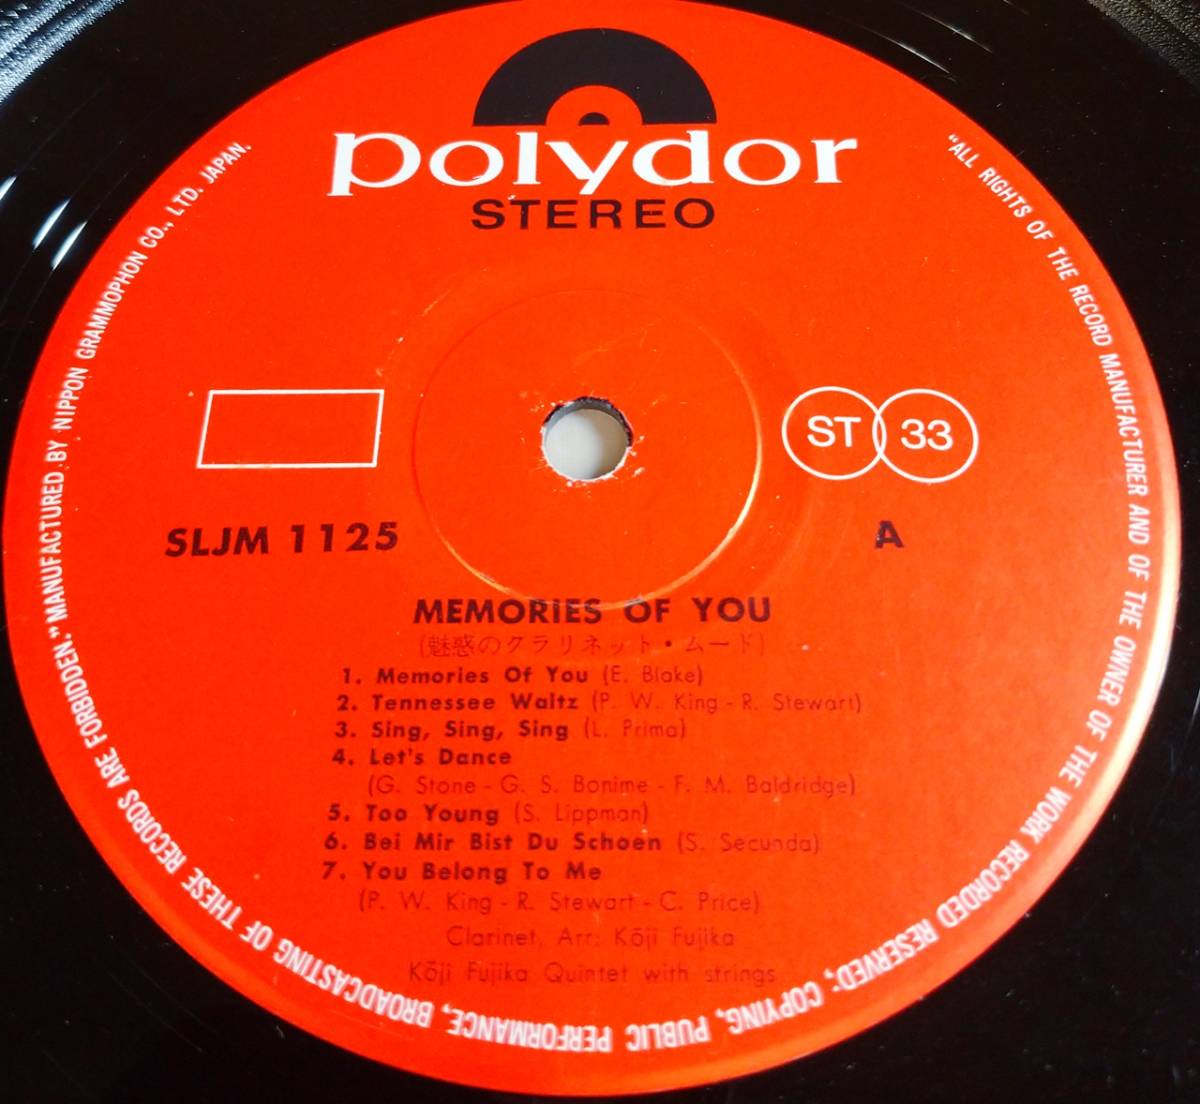 polydor
STEREO
ST 33
SLJM 1125
A
MEMORIES OF YOU
(魅惑のクラリネット・ムード)
1. Memories Of You (E. Blake)
2. Tennessee Waltz (P. W. King - R. Stewart)
3. Sing, Sing, Sing (L. Prima)
4. Let's Dance
(G. Stone - G. S. Bonime - F. M. Baldridge)
5. Too Young (S. Lippman)
6. Bei Mir Bist Du Schoen (S. Secunda)
7. You Belong To Me
(P. W. King - R. Stewart - C. Price)
Clarinet, Arr: Kōji Fujika
Kōji Fujika Quintet with strings
"ALL RIGHTS OF THE RECORD MANUFACTURER AND OF THE OWNER OF THE WORK RECORDED RESERVED; COPYING, PUBLIC PERFORMANCE, BROADCASTING OF THESE RECORDS ARE FORBIDDEN." MANUFACTURED BY NIPPON GRAMMOPHON CO., LTD. JAPAN.